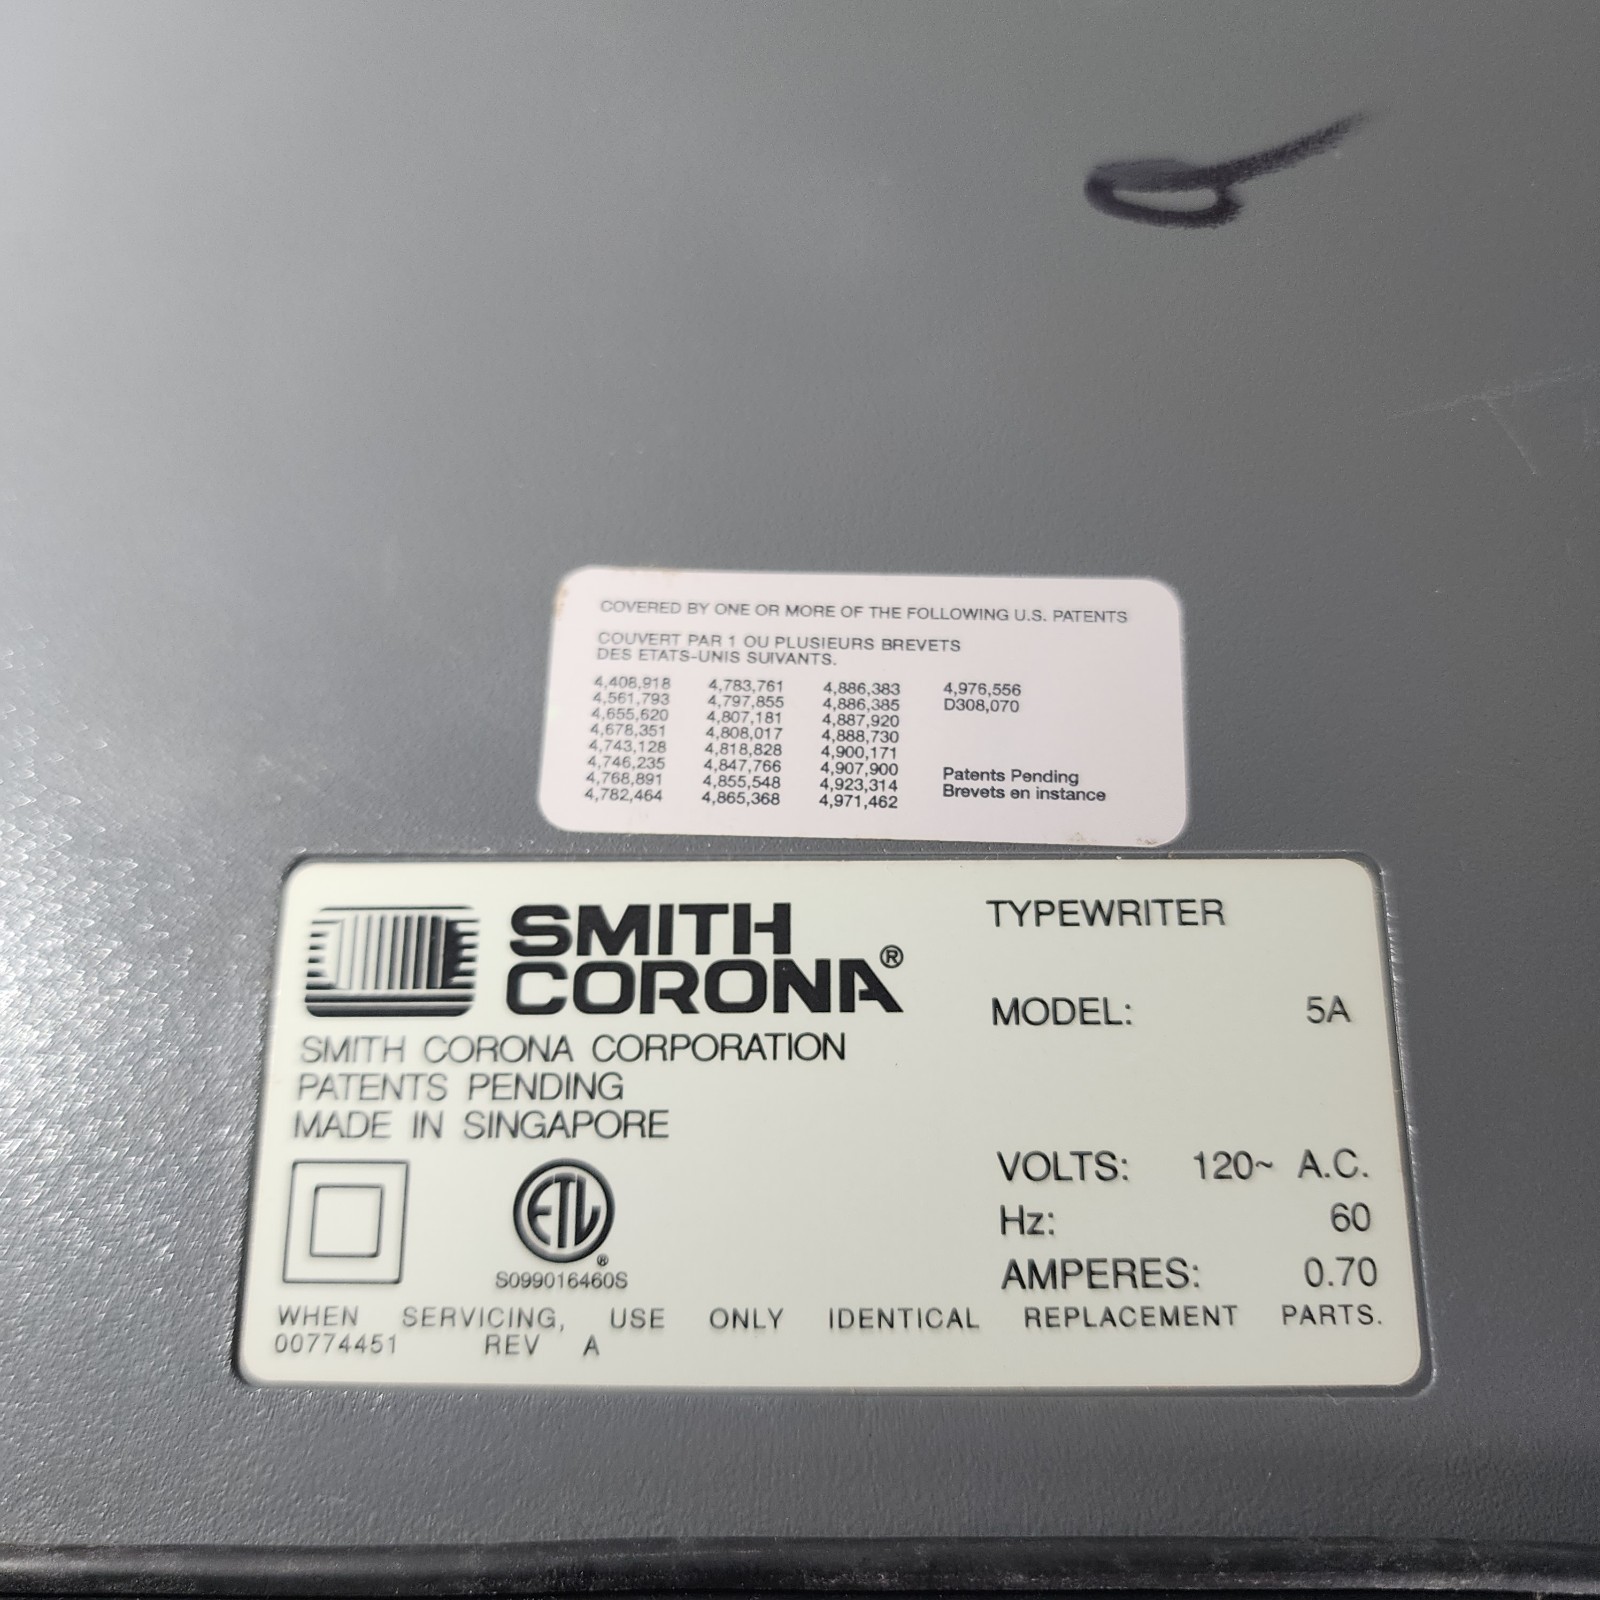 COVERED BY ONE OR MORE OF THE FOLLOWING U.S. PATENTS
COUVERT PAR 1 OU PLUSIEURS BREVETS
DES ETATS-UNIS SUIVANTS.
4,408,918 4,783,761 4,886,383 4,976,556
4,561,793 4,797,855 4,886,385 D308,070
4,655,620 4,807,181 4,887,920
4,678,351 4,808,017 4,888,730
4,743,128 4,818,828 4,900,171
4,746,235 4,847,766 4,907,900 Patents Pending
4,768,891 4,855,548 4,923,314 Brevets en instance
4,782,464 4,865,368 4,971,462
SMITH
CORONA®
SMITH CORONA CORPORATION
PATENTS PENDING
MADE IN SINGAPORE
ETL®
S099016460S
TYPEWRITER
MODEL: 5A
VOLTS: 120~ A.C.
Hz: 60
AMPERES: 0.70
WHEN SERVICING, USE ONLY IDENTICAL REPLACEMENT PARTS.
00774451 REV A